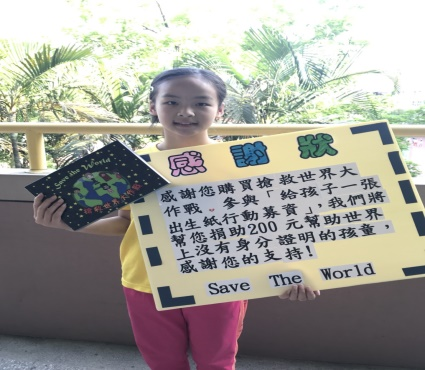 Save the World
感謝狀
感謝您購買搶救世界大
作戰。參與「給孩子一張
出生紙行動募資」,我們將
幫您捐助200元幫助世界
上沒有身分證明的孩童,
感謝您的支持!
Save The World